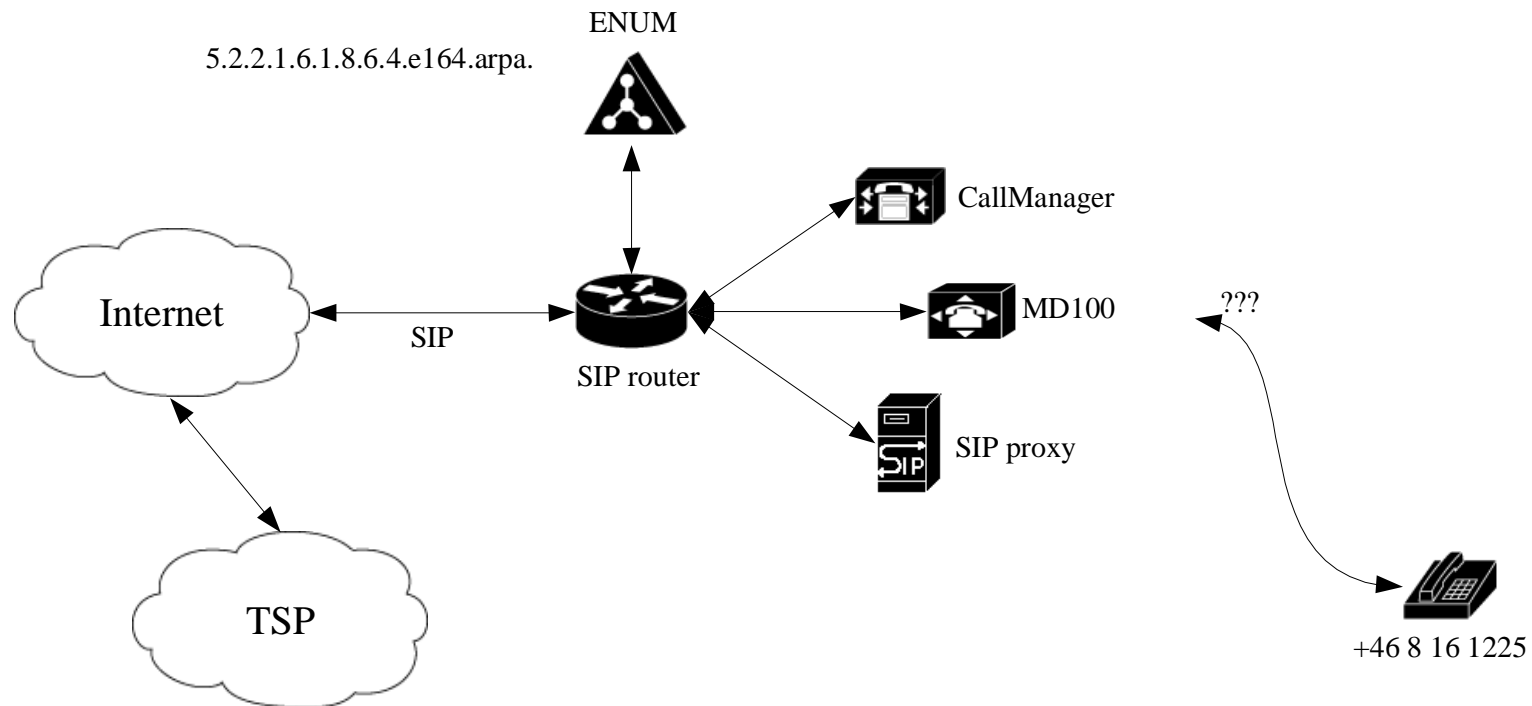 ENUM
5.2.2.1.6.1.8.6.4.e164.arpa.
CallManager
Internet
SIP
SIP router
MD100
???
SIP proxy
SIP
TSP
+46 8 16 1225